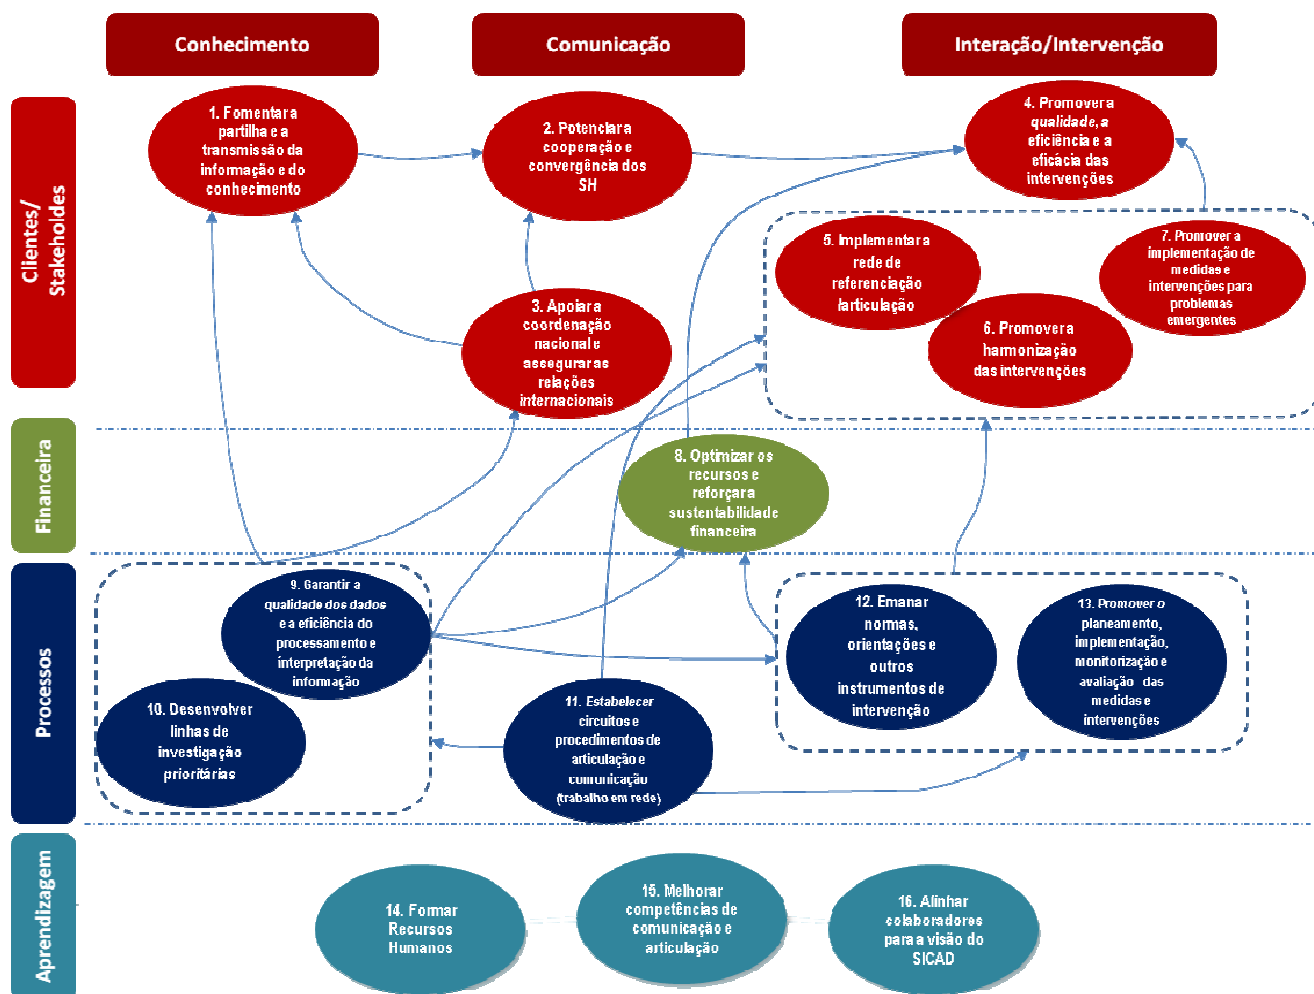 Conhecimento
Comunicação
Interação/Intervenção
Clientes/
Stakeholdes
1. Fomentar a
partilha e a
transmissão da
informação e do
conhecimento
2. Potenciar a
cooperação e
convergência dos
SH
4. Promover a
qualidade, a
eficiência e a
eficácia das
intervenções
5. Implementar a
rede de
referenciação
/articulação
7. Promover a
implementação de
medidas e
intervenções para
problemas
emergentes
3. Apoiar a
coordenação
nacional e
assegurar as
relações
internacionais
6. Promover a
harmonização
das intervenções
Financeira
8. Optimizar os
recursos e
reforçar a
sustentabilidade
financeira
Processos
9. Garantir a
qualidade dos dados
e a eficiência do
processamento e
interpretação da
informação
10. Desenvolver
linhas de
investigação
prioritárias
11. Estabelecer
circuitos e
procedimentos de
articulação e
comunicação
(trabalho em rede)
12. Emanar
normas,
orientações e
outros
instrumentos de
intervenção
13. Promover o
planeamento,
implementação,
monitorização e
avaliação das
medidas e
intervenções
Aprendizagem
14. Formar
Recursos
Humanos
15. Melhorar
competências de
comunicação e
articulação
16. Alinhar
colaboradores
para a visão do
SICAD